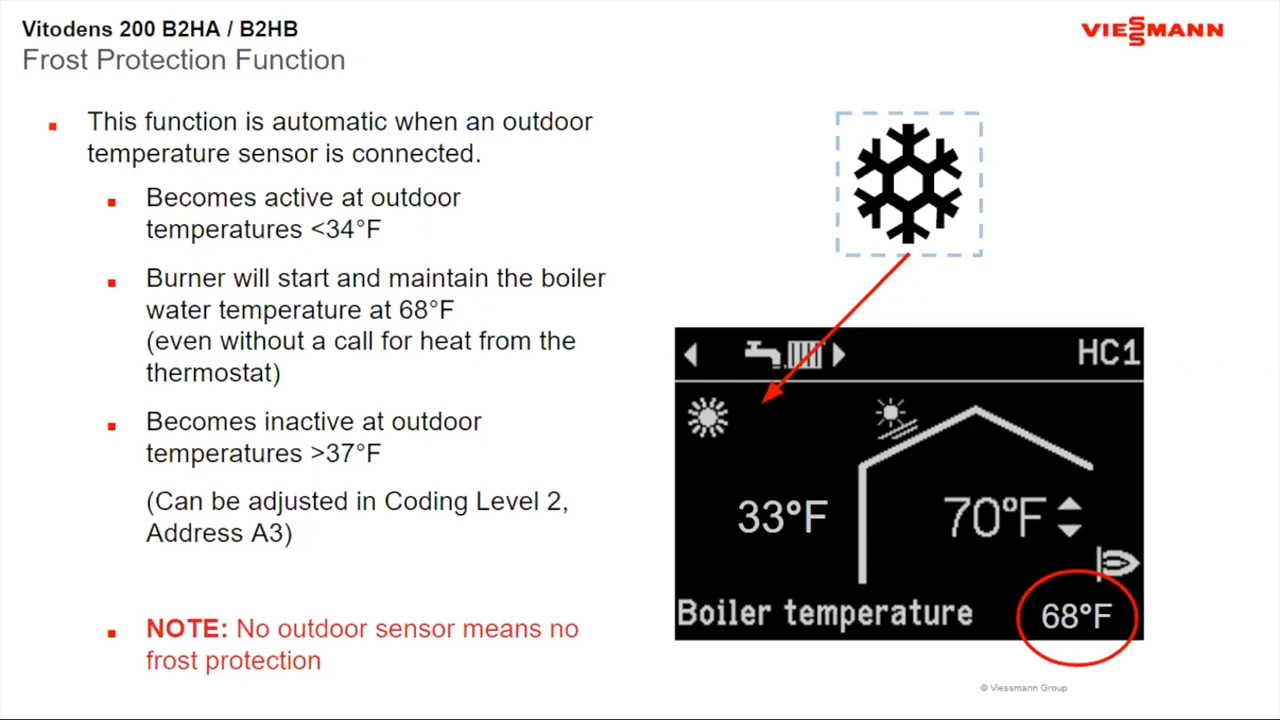 Vitodens 200 B2HA / B2HB
Frost Protection Function
VIESSMANN
This function is automatic when an outdoor
temperature sensor is connected.
Becomes active at outdoor
temperatures <34°F
Burner will start and maintain the boiler
water temperature at 68°F
(even without a call for heat from the
thermostat)
Becomes inactive at outdoor
temperatures >37°F
(Can be adjusted in Coding Level 2,
Address A3)
NOTE: No outdoor sensor means no
frost protection
HC1
33°F
70°F
Boiler temperature 68°F
© Viessmann Group